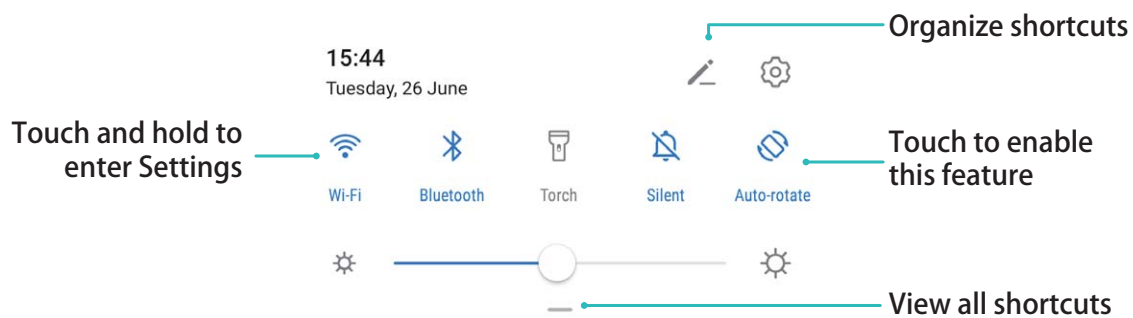 Organize shortcuts
15:44
Tuesday, 26 June
Touch and hold to
enter Settings
Touch to enable
this feature
Wi-Fi
Bluetooth
Torch
Silent
Auto-rotate
View all shortcuts